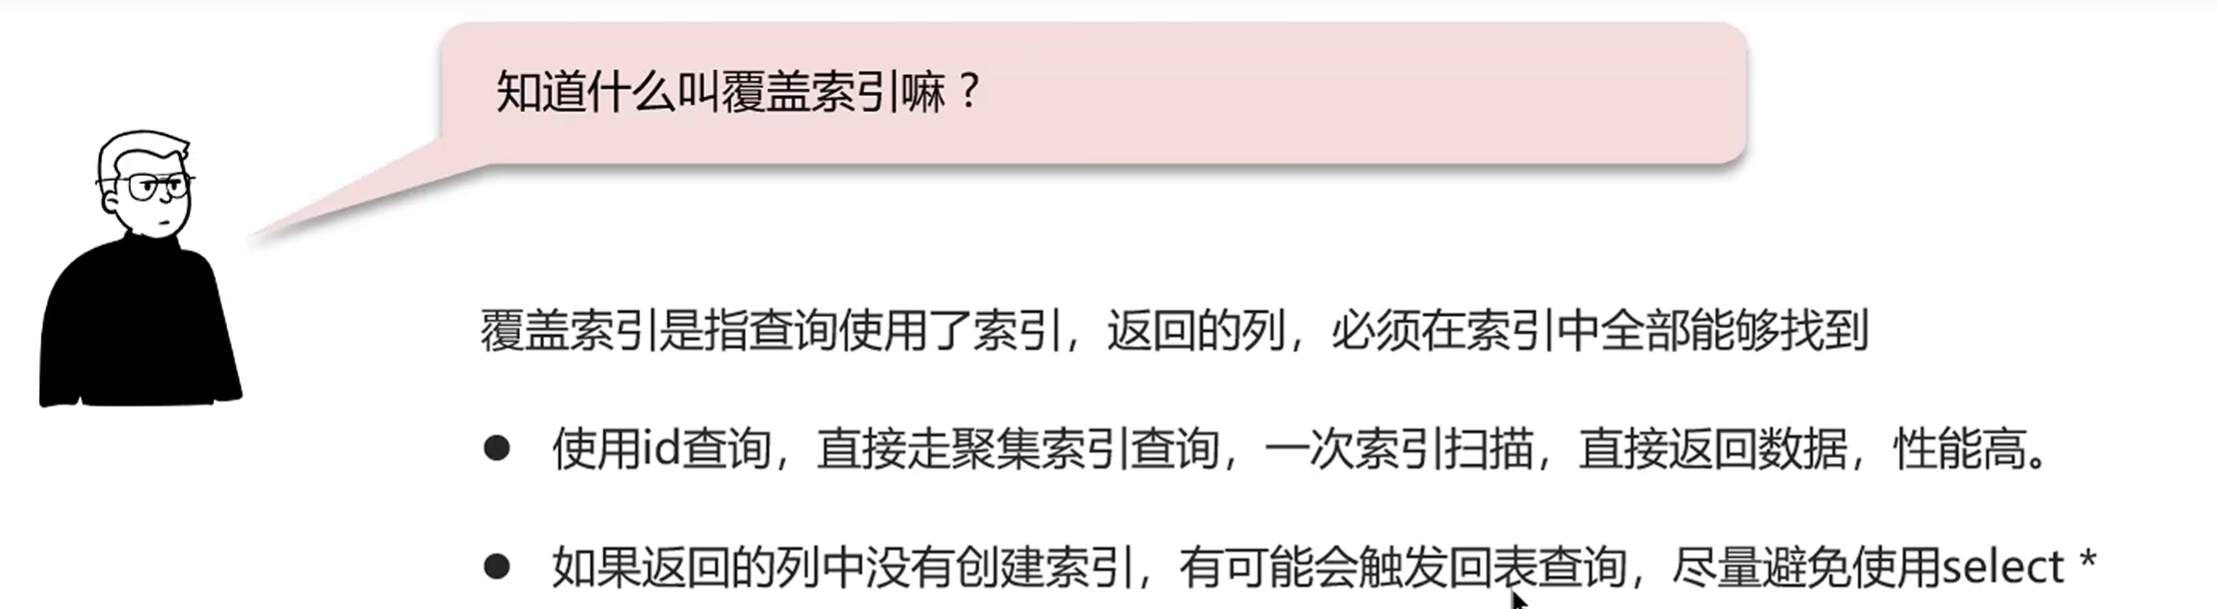 知道什么叫覆盖索引嘛？
覆盖索引是指查询使用了索引，返回的列，必须在索引中全部能够找到
● 使用id查询，直接走聚集索引查询，一次索引扫描，直接返回数据，性能高。
● 如果返回的列中没有创建索引，有可能会触发回表查询，尽量避免使用select *